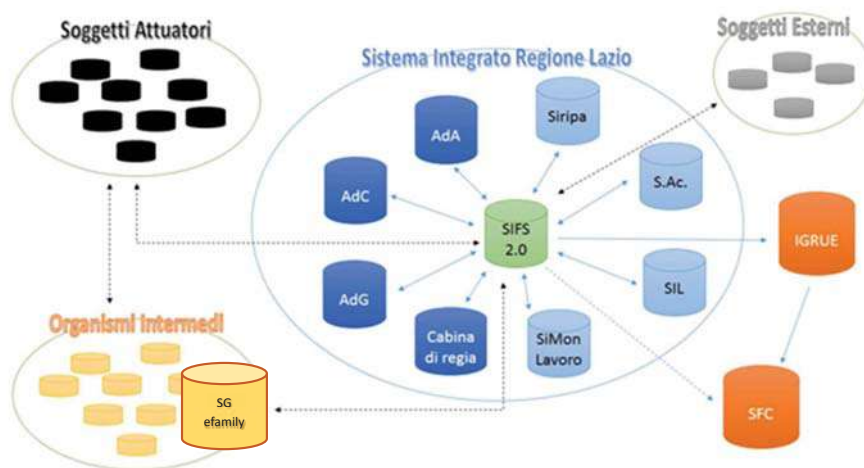 Soggetti Attuatori
Soggetti Esterni
Sistema Integrato Regione Lazio
AdA
Siripa
AdC
S.Ac.
SIFS
2.0
IGRUE
AdG
SIL
Cabina
di regia
SiMon
Lavoro
Organismi Intermedi
SG
efamily
SFC